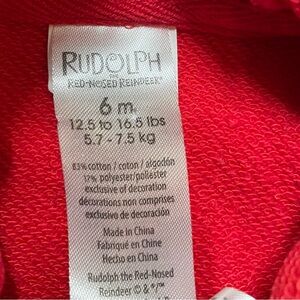 RUDOLPH
THE
RED-NOSED REINDEER®
6 m
12.5 to 16.5 lbs
5.7 - 7.5 kg
83% cotton / coton / algodón
17% polyester/poliester
exclusive of decoration
décorations non comprises
exclusivo de decoración
Made in China
Fabriqué en Chine
Hecho en China
Rudolph the Red-Nosed
Reindeer © & ®/™